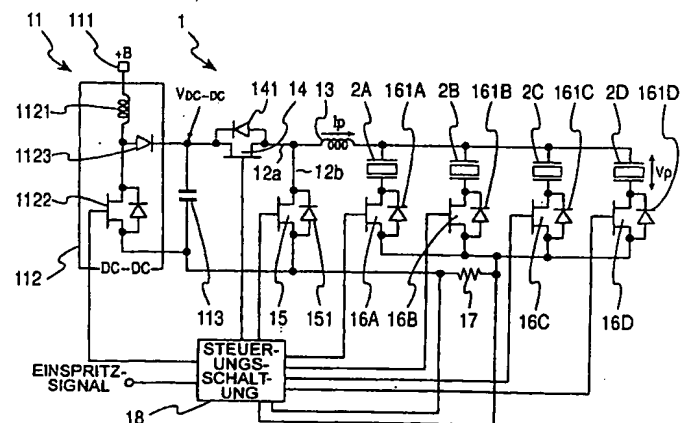 11 111 1
+B
VDC-DC 141 14 13 Ip 2A 161A 2B 161B 2C 161C 2D 161D
1121
1123
12a 12b
Vp
1122
112 DC-DC 113 15 151 16A 16B 17 16C 16D
STEUER-
UNGS-
SCHALT-
UNG
EINSPRITZ-
SIGNAL
18